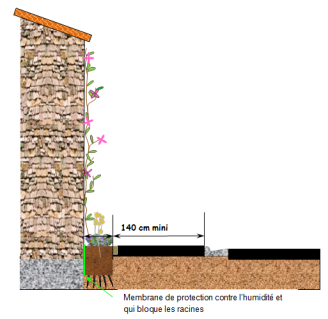 140 cm mini
Membrane de protection contre l'humidité et
qui bloque les racines